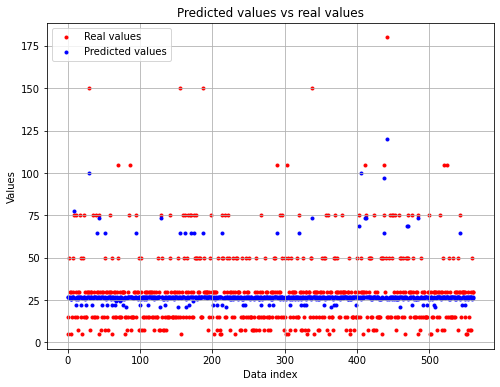 Predicted values vs real values
Real values
Predicted values
175
150
125
100
75
50
25
0
Values
0 100 200 300 400 500
Data index